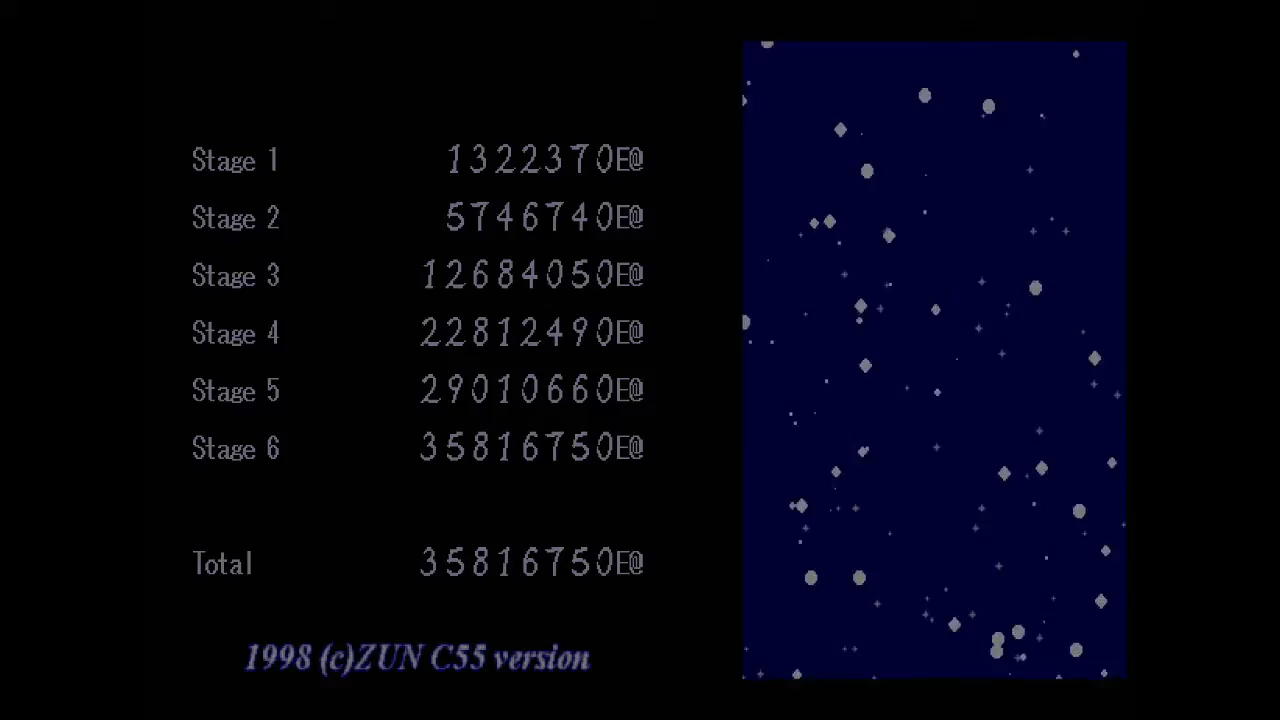 Stage 1 1322370E@
Stage 2 5746740E@
Stage 3 12684050E@
Stage 4 22812490E@
Stage 5 29010660E@
Stage 6 35816750E@
Total 35816750E@
1998 (c)ZUN C55 version